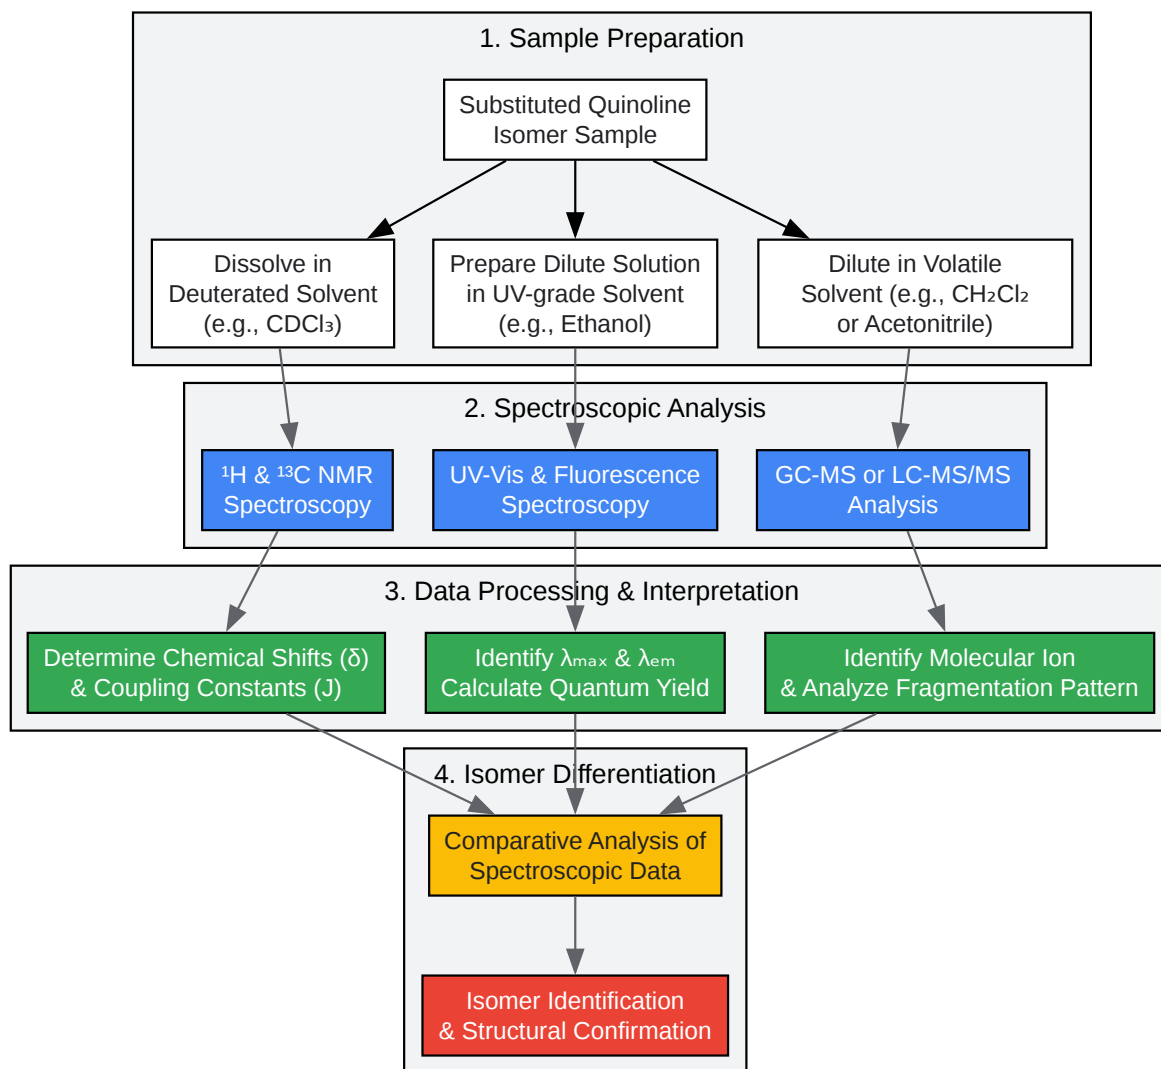 1. Sample Preparation
Substituted Quinoline
Isomer Sample
Dissolve in
Deuterated Solvent
(e.g., CDCl₃)
Prepare Dilute Solution
in UV-grade Solvent
(e.g., Ethanol)
Dilute in Volatile
Solvent (e.g., CH₂Cl₂
or Acetonitrile)
2. Spectroscopic Analysis
¹H & ¹³C NMR
Spectroscopy
UV-Vis & Fluorescence
Spectroscopy
GC-MS or LC-MS/MS
Analysis
3. Data Processing & Interpretation
Determine Chemical Shifts (δ)
& Coupling Constants (J)
Identify λₘₐₓ & λₑₘ
Calculate Quantum Yield
Identify Molecular Ion
& Analyze Fragmentation Pattern
4. Isomer Differentiation
Comparative Analysis of
Spectroscopic Data
Isomer Identification
& Structural Confirmation